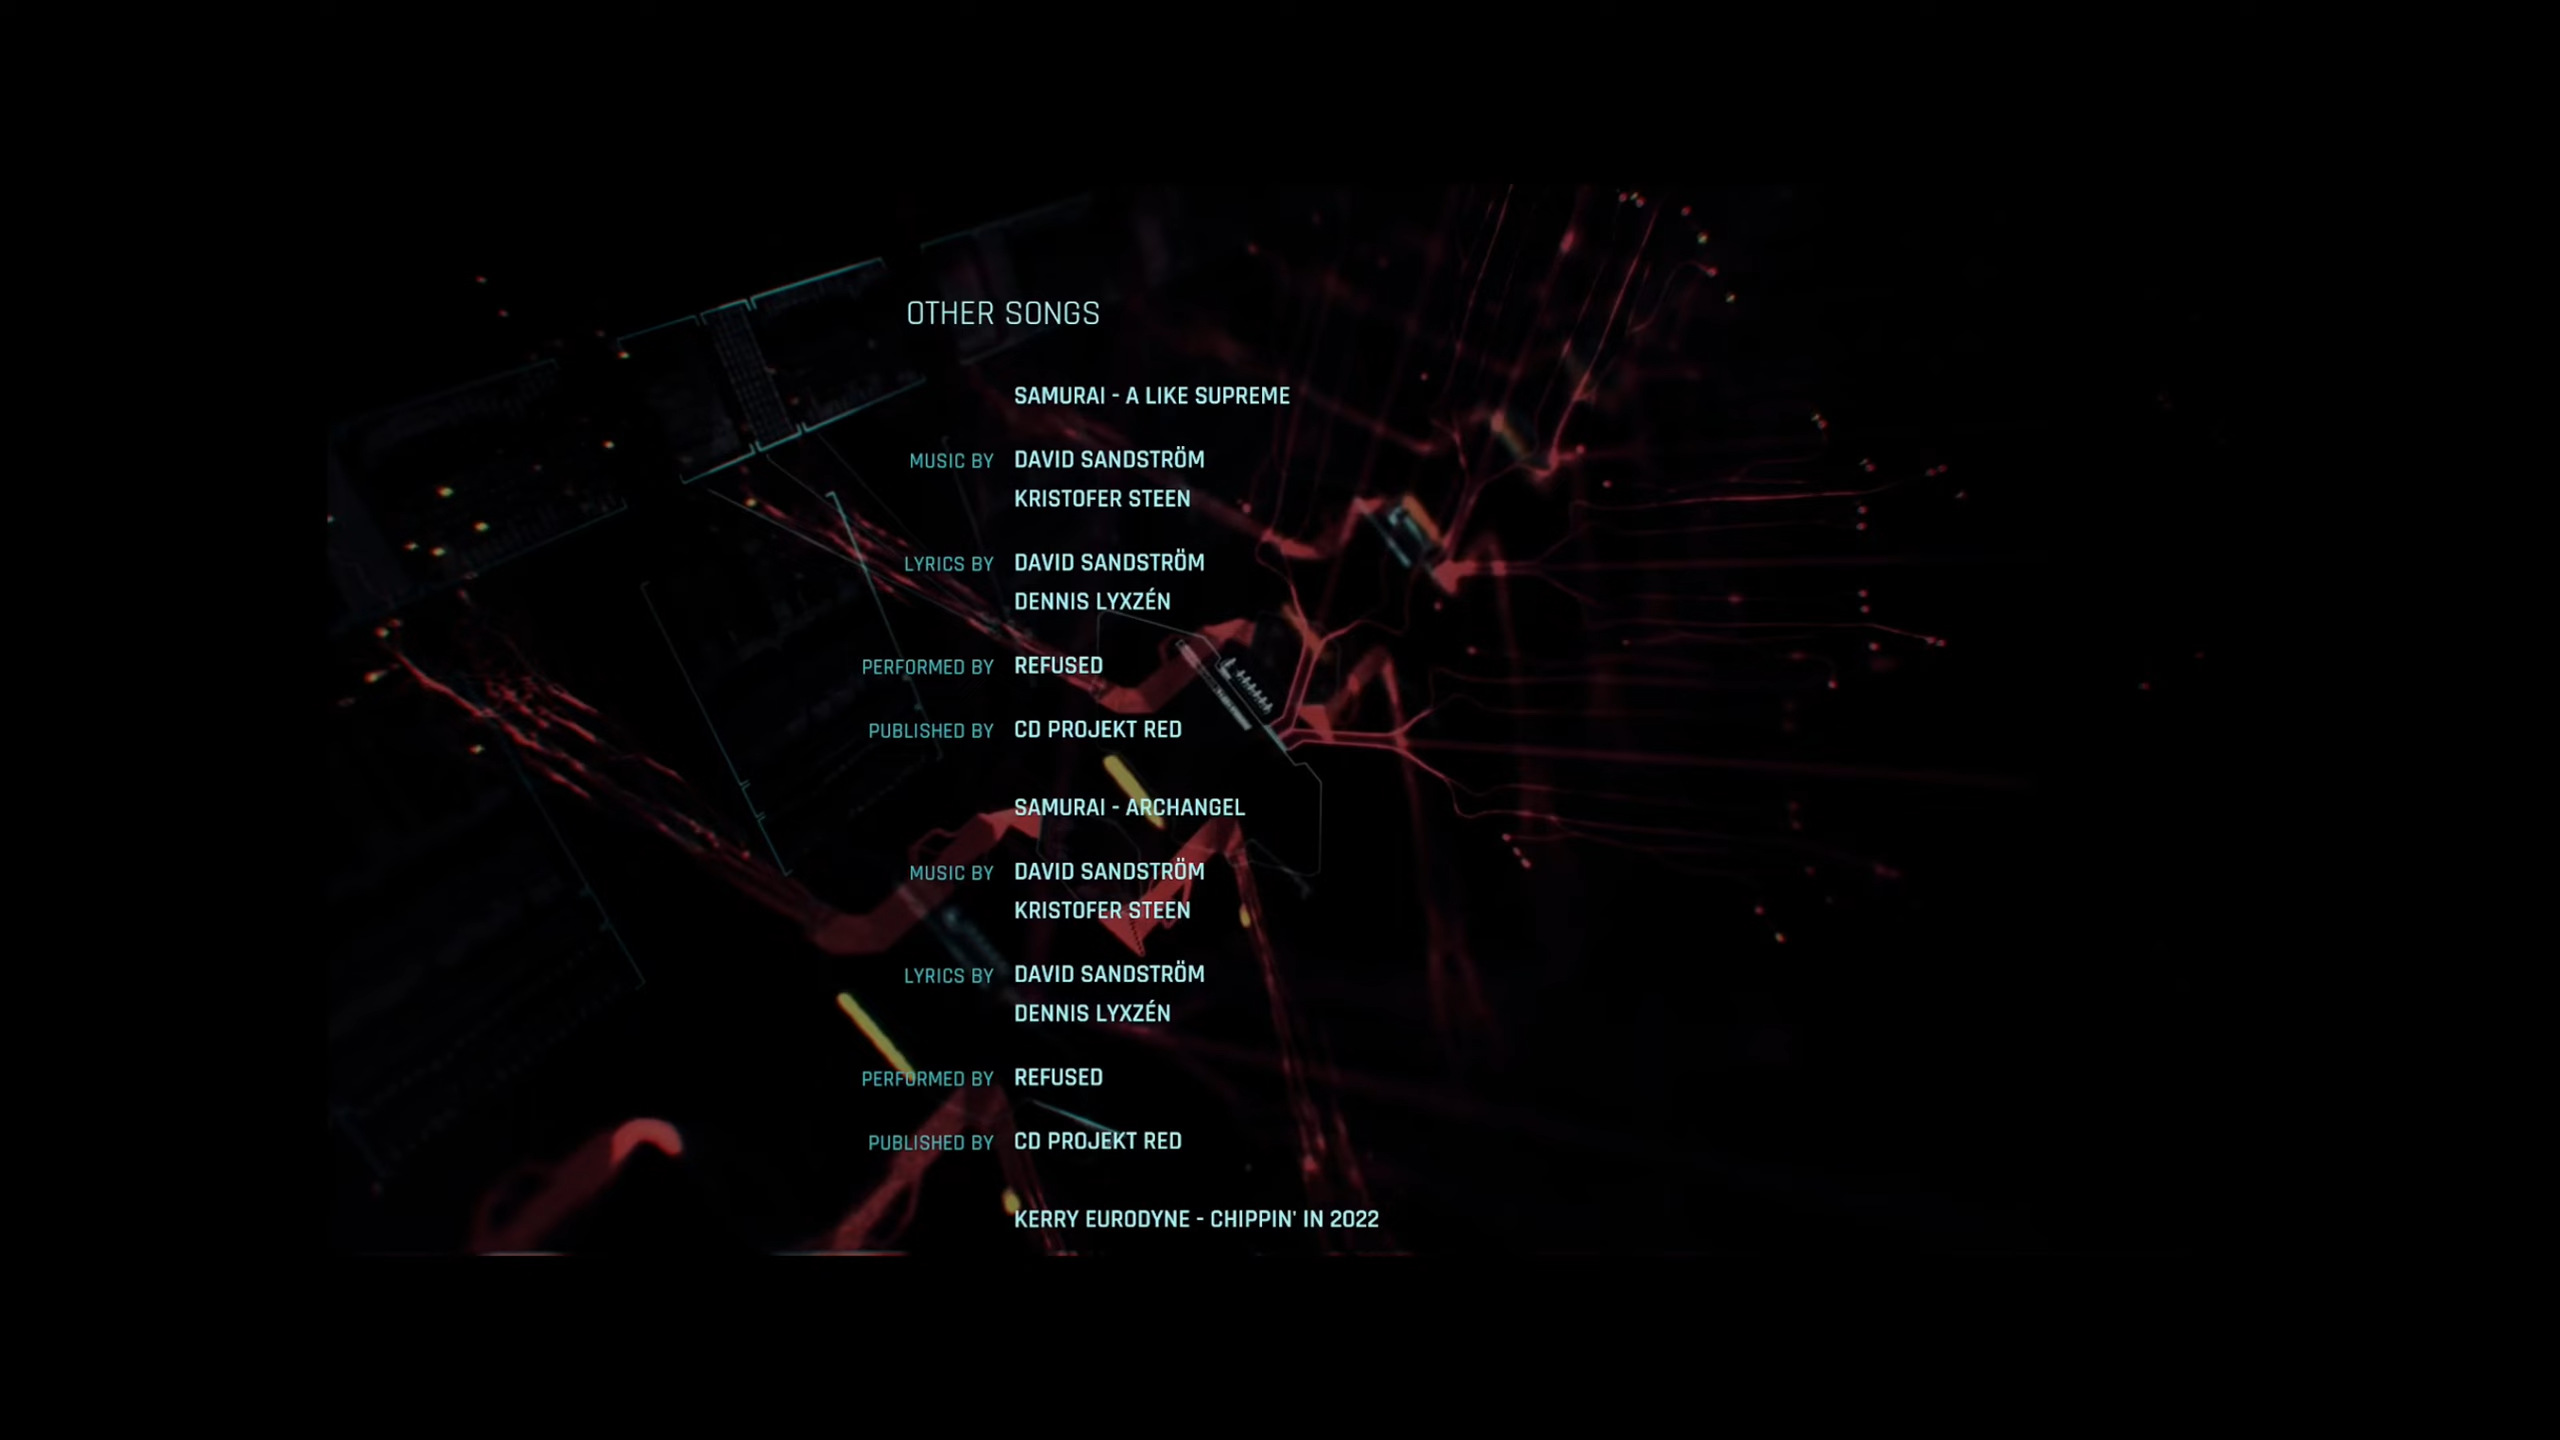 OTHER SONGS
SAMURAI - A LIKE SUPREME
MUSIC BY DAVID SANDSTRÖM
KRISTOFER STEEN
LYRICS BY DAVID SANDSTRÖM
DENNIS LYXZÉN
PERFORMED BY REFUSED
PUBLISHED BY CD PROJEKT RED
SAMURAI - ARCHANGEL
MUSIC BY DAVID SANDSTRÖM
KRISTOFER STEEN
LYRICS BY DAVID SANDSTRÖM
DENNIS LYXZÉN
PERFORMED BY REFUSED
PUBLISHED BY CD PROJEKT RED
KERRY EURODYNE - CHIPPIN' IN 2022